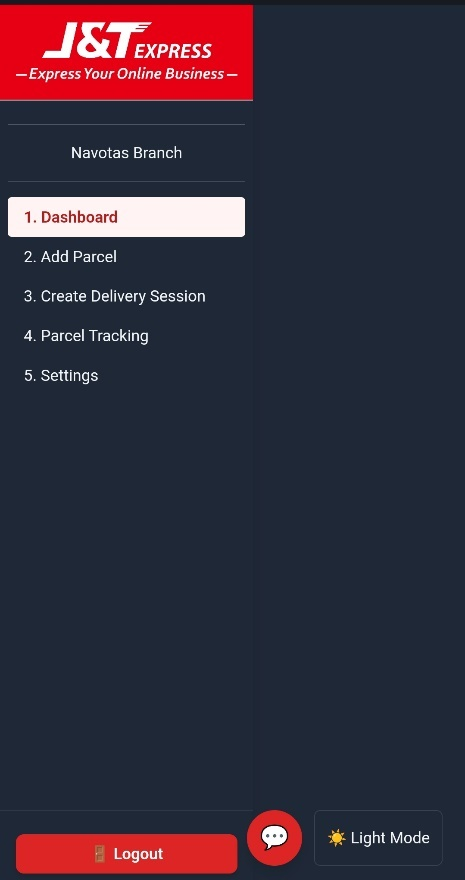 J&T EXPRESS
—Express Your Online Business—
Navotas Branch
1. Dashboard
2. Add Parcel
3. Create Delivery Session
4. Parcel Tracking
5. Settings
Logout
Light Mode